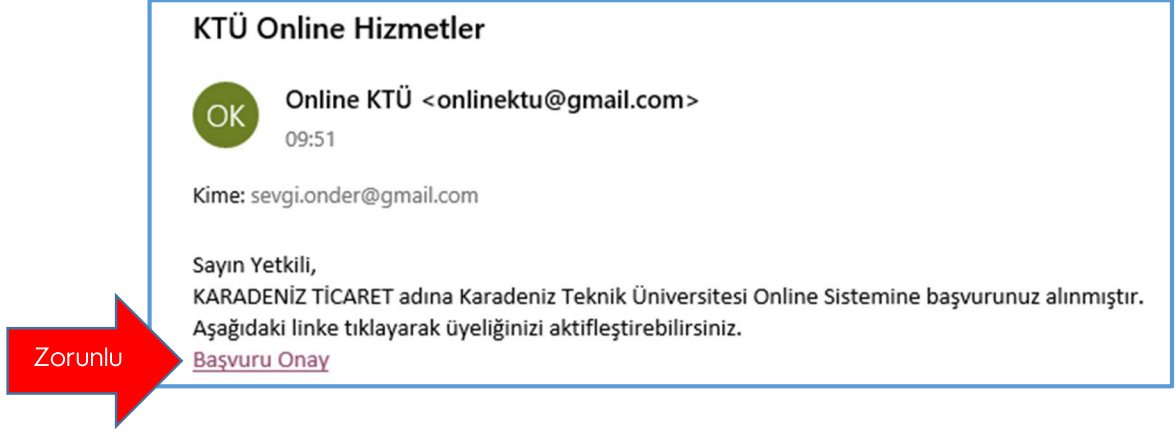 KTÜ Online Hizmetler
OK
Online KTÜ <onlinektu@gmail.com>
09:51
Kime: sevgi.onder@gmail.com
Sayın Yetkili,
KARADENİZ TİCARET adına Karadeniz Teknik Üniversitesi Online Sistemine başvurunuz alınmıştır.
Aşağıdaki linke tıklayarak üyeliğinizi aktifleştirebilirsiniz.
Zorunlu
Başvuru Onay